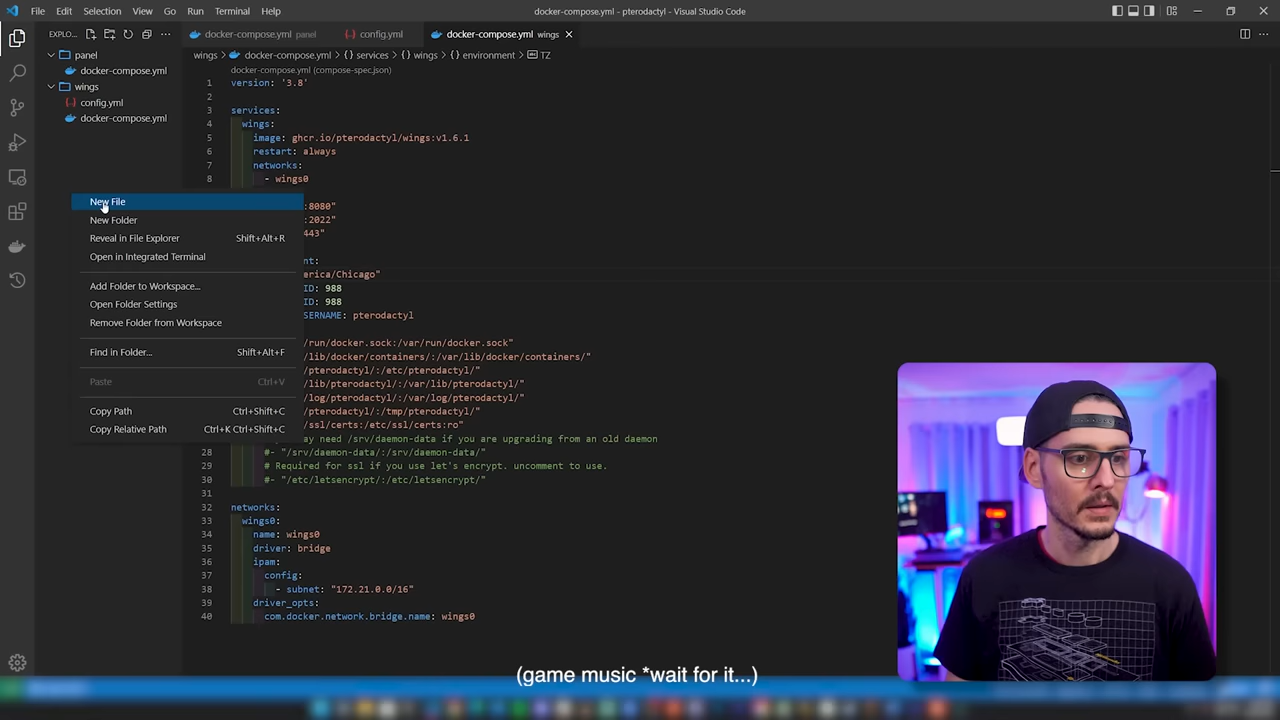 File Edit Selection View Go Run Terminal Help
docker-compose.yml - pterodactyl - Visual Studio Code
EXPLO...
docker-compose.yml panel
config.yml
docker-compose.yml wings
panel
docker-compose.yml
wings
config.yml
docker-compose.yml
wings > docker-compose.yml > {} services > {} wings > {} environment > TZ
docker-compose.yml (compose-spec.json)
1 version: '3.8'
2
3 services:
4 wings:
5 image: ghcr.io/pterodactyl/wings:v1.6.1
6 restart: always
7 networks:
8 - wings0
:8080"
:2022"
443"
nt:
erica/Chicago"
ID: 988
ID: 988
SERNAME: pterodactyl
/run/docker.sock:/var/run/docker.sock"
/lib/docker/containers/:/var/lib/docker/containers/"
/pterodactyl/:/etc/pterodactyl/"
/lib/pterodactyl/:/var/lib/pterodactyl/"
/log/pterodactyl/:/var/log/pterodactyl/"
/pterodactyl/:/tmp/pterodactyl/"
/ssl/certs:/etc/ssl/certs:ro"
ay need /srv/daemon-data if you are upgrading from an old daemon
28 #- "/srv/daemon-data/:/srv/daemon-data/"
29 # Required for ssl if you use let's encrypt. uncomment to use.
30 #- "/etc/letsencrypt/:/etc/letsencrypt/"
31
32 networks:
33 wings0:
34 name: wings0
35 driver: bridge
36 ipam:
37 config:
38 - subnet: "172.21.0.0/16"
39 driver_opts:
40 com.docker.network.bridge.name: wings0
New File
New Folder
Reveal in File Explorer Shift+Alt+R
Open in Integrated Terminal
Add Folder to Workspace...
Open Folder Settings
Remove Folder from Workspace
Find in Folder... Shift+Alt+F
Paste Ctrl+V
Copy Path Ctrl+Shift+C
Copy Relative Path Ctrl+K Ctrl+Shift+C
(game music *wait for it...)